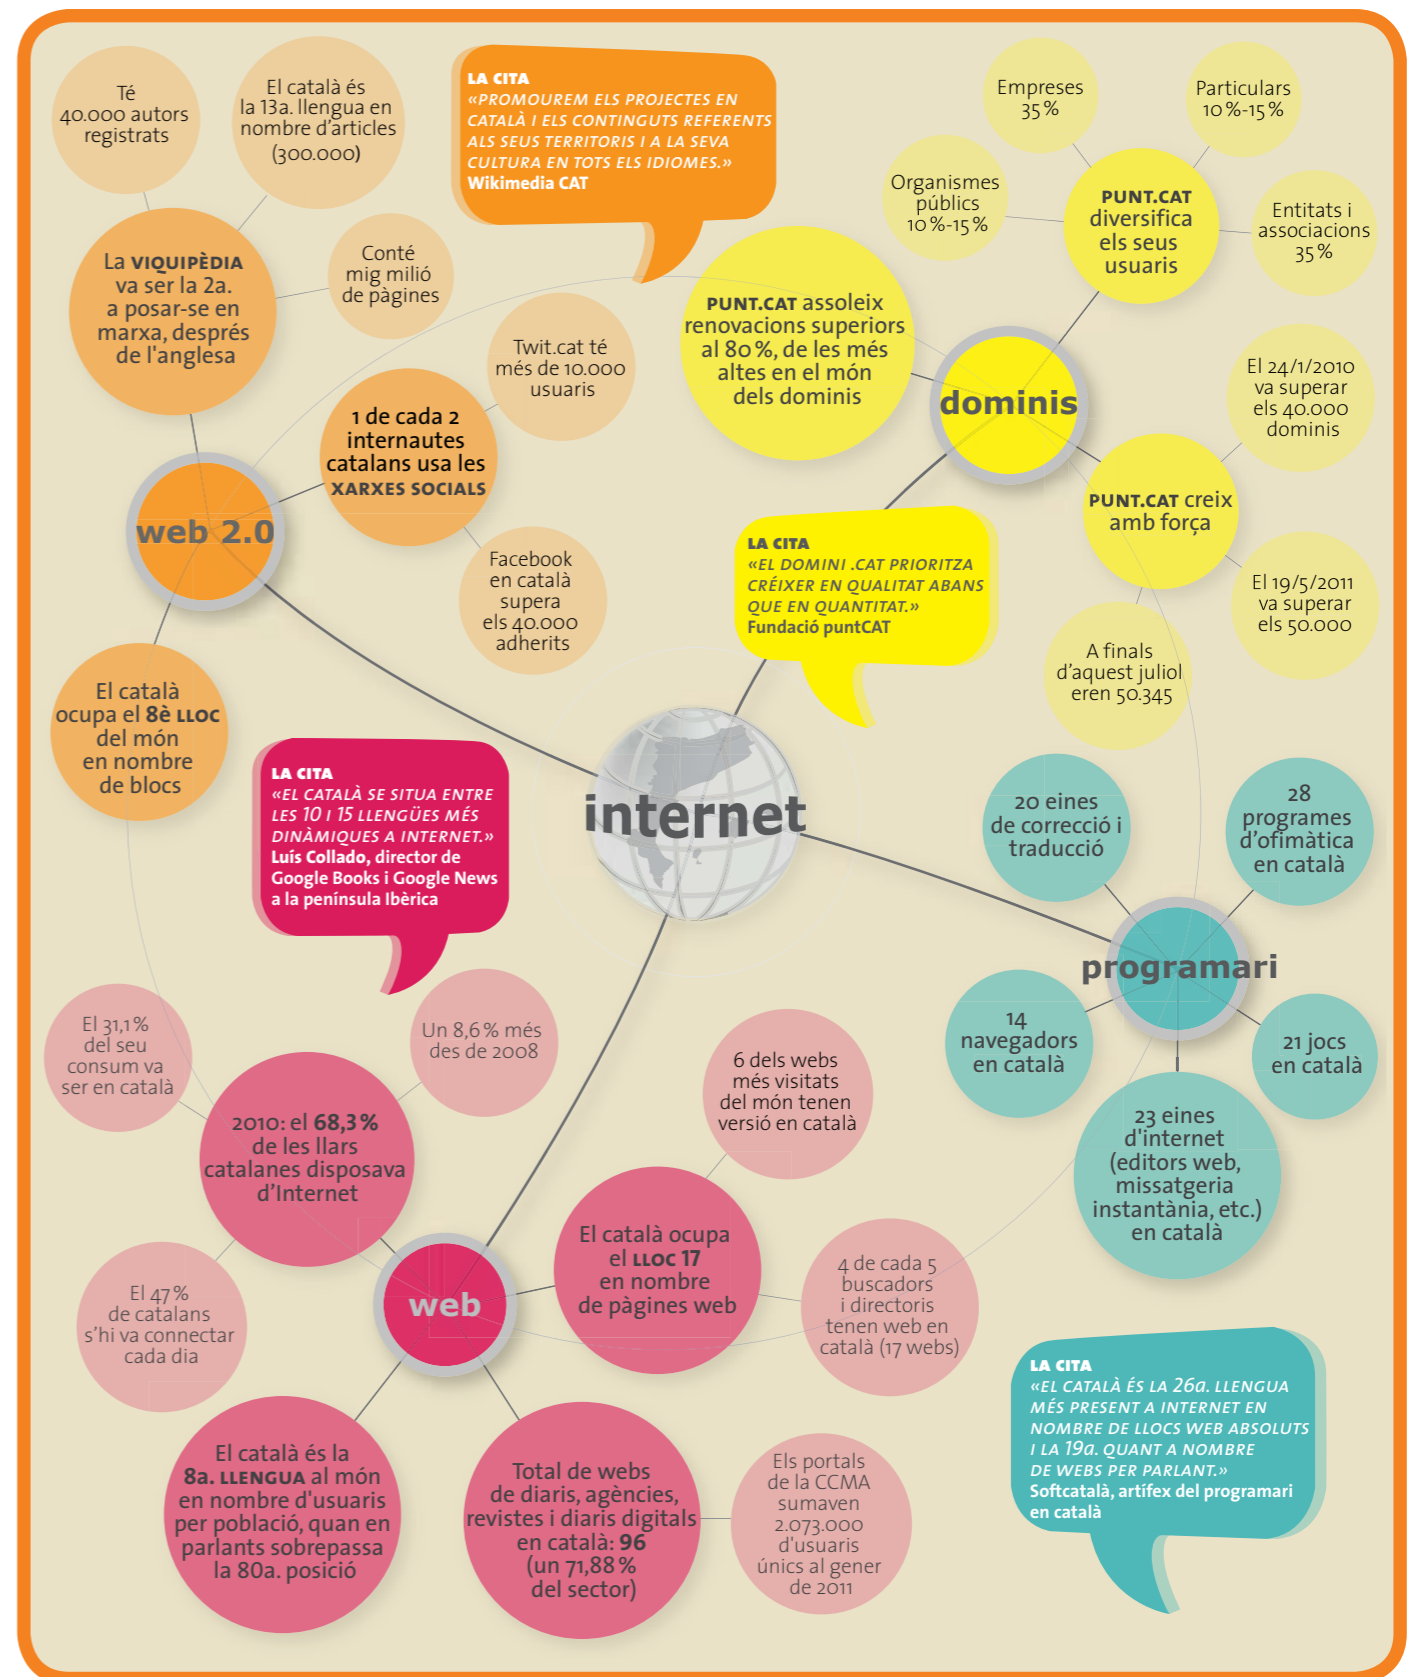 Té
40.000 autors
registrats
El català és
la 13a. llengua en
nombre d'articles
(300.000)
La VIQUIPÈDIA
va ser la 2a.
a posar-se en
marxa, després
de l'anglesa
Conté
mig milió
de pàgines
LA CITA
«PROMOUREM ELS PROJECTES EN
CATALÀ I ELS CONTINGUTS REFERENTS
ALS SEUS TERRITORIS I A LA SEVA
CULTURA EN TOTS ELS IDIOMES.»
Wikimedia CAT
Twit.cat té
més de 10.000
usuaris
1 de cada 2
internautes
catalans usa les
XARXES SOCIALS
web 2.0
Facebook
en català
supera
els 40.000
adherits
El català
ocupa el 8è LLOC
del món
en nombre
de blocs
Empreses
35 %
Particulars
10 %-15 %
Organismes
públics
10 %-15 %
PUNT.CAT
diversifica
els seus
usuaris
Entitats i
associacions
35 %
PUNT.CAT assoleix
renovacions superiors
al 80 %, de les més
altes en el món
dels dominis
dominis
El 24/1/2010
va superar
els 40.000
dominis
PUNT.CAT creix
amb força
El 19/5/2011
va superar
els 50.000
A finals
d'aquest juliol
eren 50.345
LA CITA
«EL DOMINI .CAT PRIORITZA
CRÉIXER EN QUALITAT ABANS
QUE EN QUANTITAT.»
Fundació puntCAT
internet
LA CITA
«EL CATALÀ SE SITUA ENTRE
LES 10 I 15 LLENGÜES MÉS
DINÀMIQUES A INTERNET.»
Luís Collado, director de
Google Books i Google News
a la península Ibèrica
20 eines
de correcció i
traducció
28
programes
d'ofimàtica
en català
programari
14
navegadors
en català
21 jocs
en català
23 eines
d'internet
(editors web,
missatgeria
instantània, etc.)
en català
El 31,1 %
del seu
consum va
ser en català
Un 8,6 % més
des de 2008
2010: el 68,3 %
de les llars
catalanes disposava
d'Internet
El 47 %
de catalans
s'hi va connectar
cada dia
web
6 dels webs
més visitats
del món tenen
versió en català
El català ocupa
el LLOC 17
en nombre
de pàgines web
4 de cada 5
buscadors
i directoris
tenen web en
català (17 webs)
El català és la
8a. LLENGUA al món
en nombre d'usuaris
per població, quan en
parlants sobrepassa
la 80a. posició
Total de webs
de diaris, agències,
revistes i diaris digitals
en català: 96
(un 71,88 %
del sector)
Els portals
de la CCMA
sumaven
2.073.000
d'usuaris
únics al gener
de 2011
LA CITA
«EL CATALÀ ÉS LA 26a. LLENGUA
MÉS PRESENT A INTERNET EN
NOMBRE DE LLOCS WEB ABSOLUTS
I LA 19a. QUANT A NOMBRE
DE WEBS PER PARLANT.»
Softcatalà, artífex del programari
en català